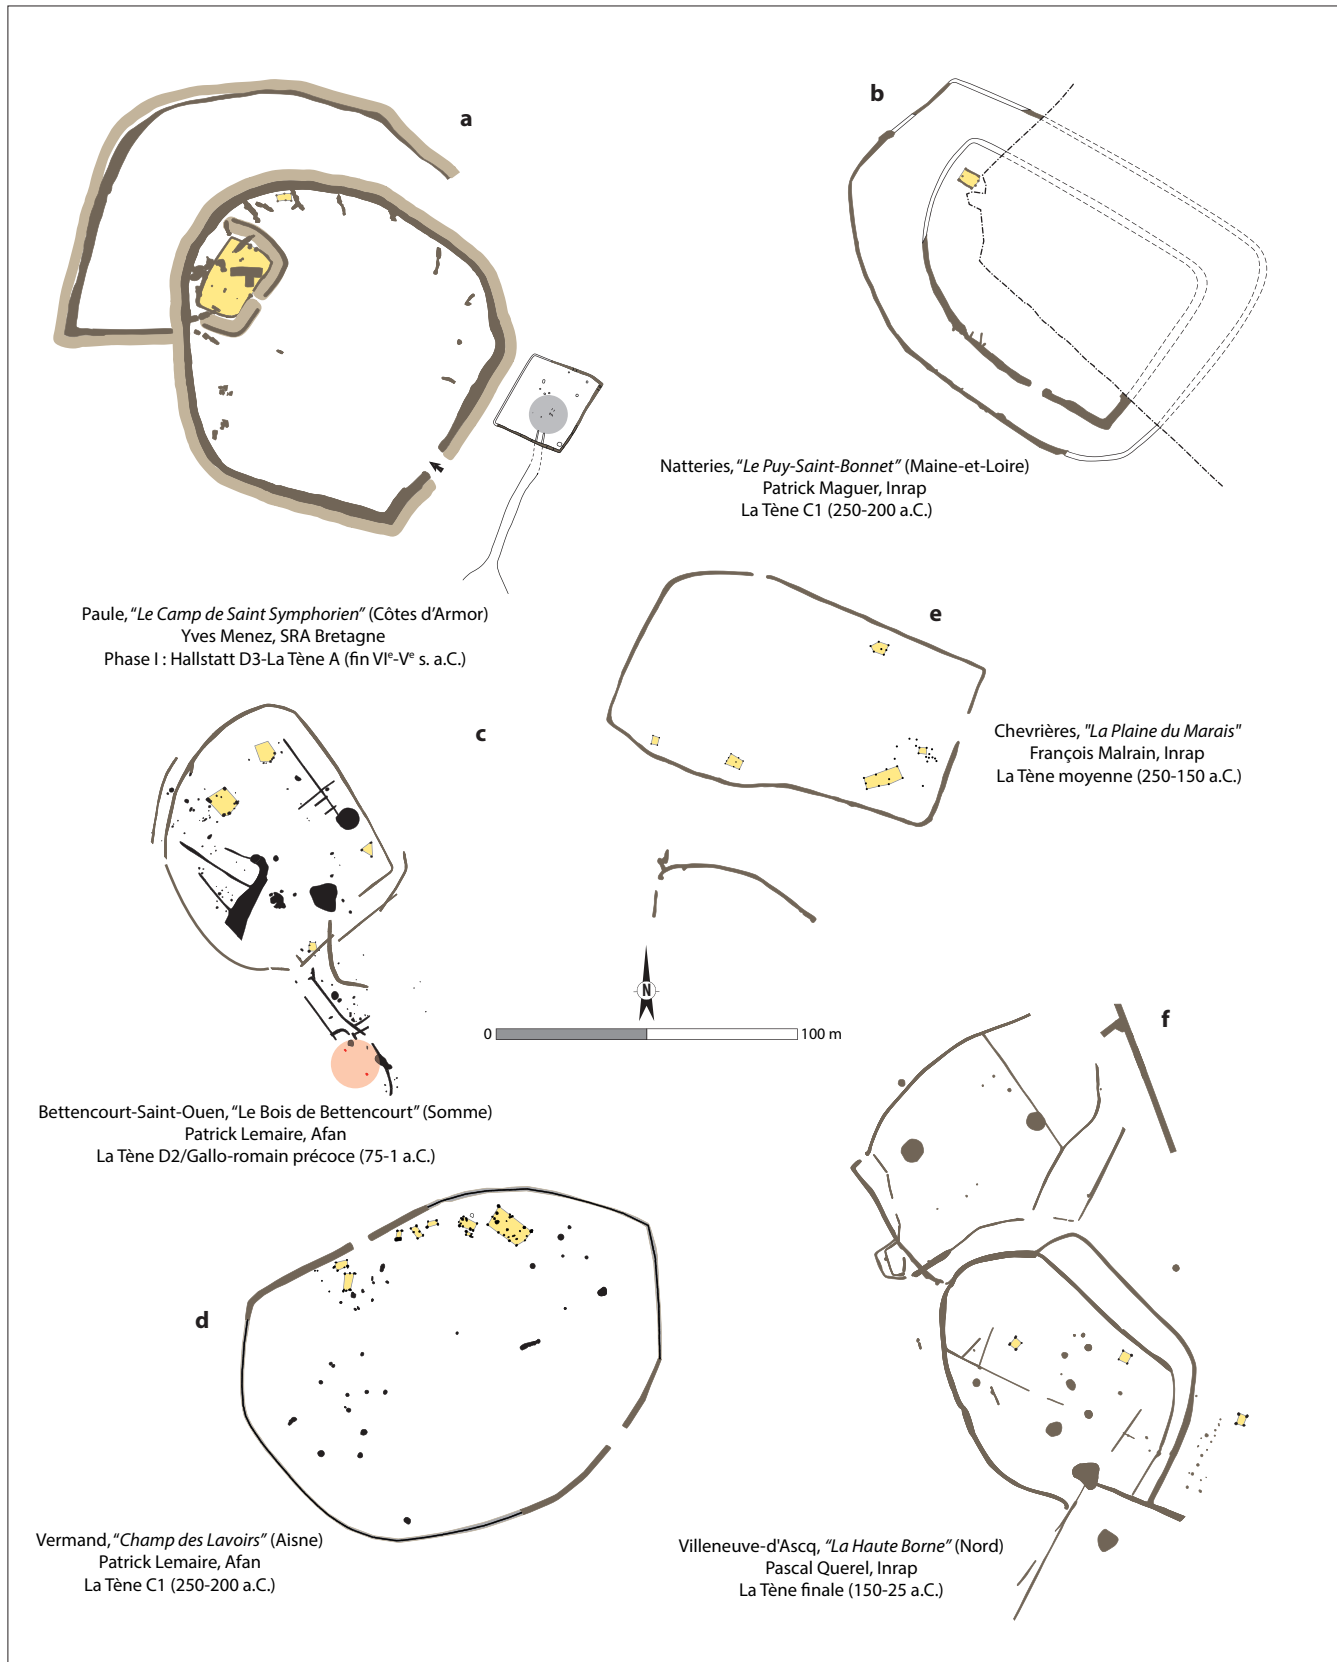 a
b
Natteries, “Le Puy-Saint-Bonnet” (Maine-et-Loire)
Patrick Maguer, Inrap
La Tène C1 (250-200 a.C.)
Paule, “Le Camp de Saint Symphorien” (Côtes d’Armor)
Yves Menez, SRA Bretagne
Phase I : Hallstatt D3-La Tène A (fin VIe-Ve s. a.C.)
e
c
Chevrières, "La Plaine du Marais"
François Malrain, Inrap
La Tène moyenne (250-150 a.C.)
N
0 100 m
f
Bettencourt-Saint-Ouen, “Le Bois de Bettencourt” (Somme)
Patrick Lemaire, Afan
La Tène D2/Gallo-romain précoce (75-1 a.C.)
d
Vermand, “Champ des Lavoirs” (Aisne)
Patrick Lemaire, Afan
La Tène C1 (250-200 a.C.)
Villeneuve-d'Ascq, “La Haute Borne” (Nord)
Pascal Querel, Inrap
La Tène finale (150-25 a.C.)